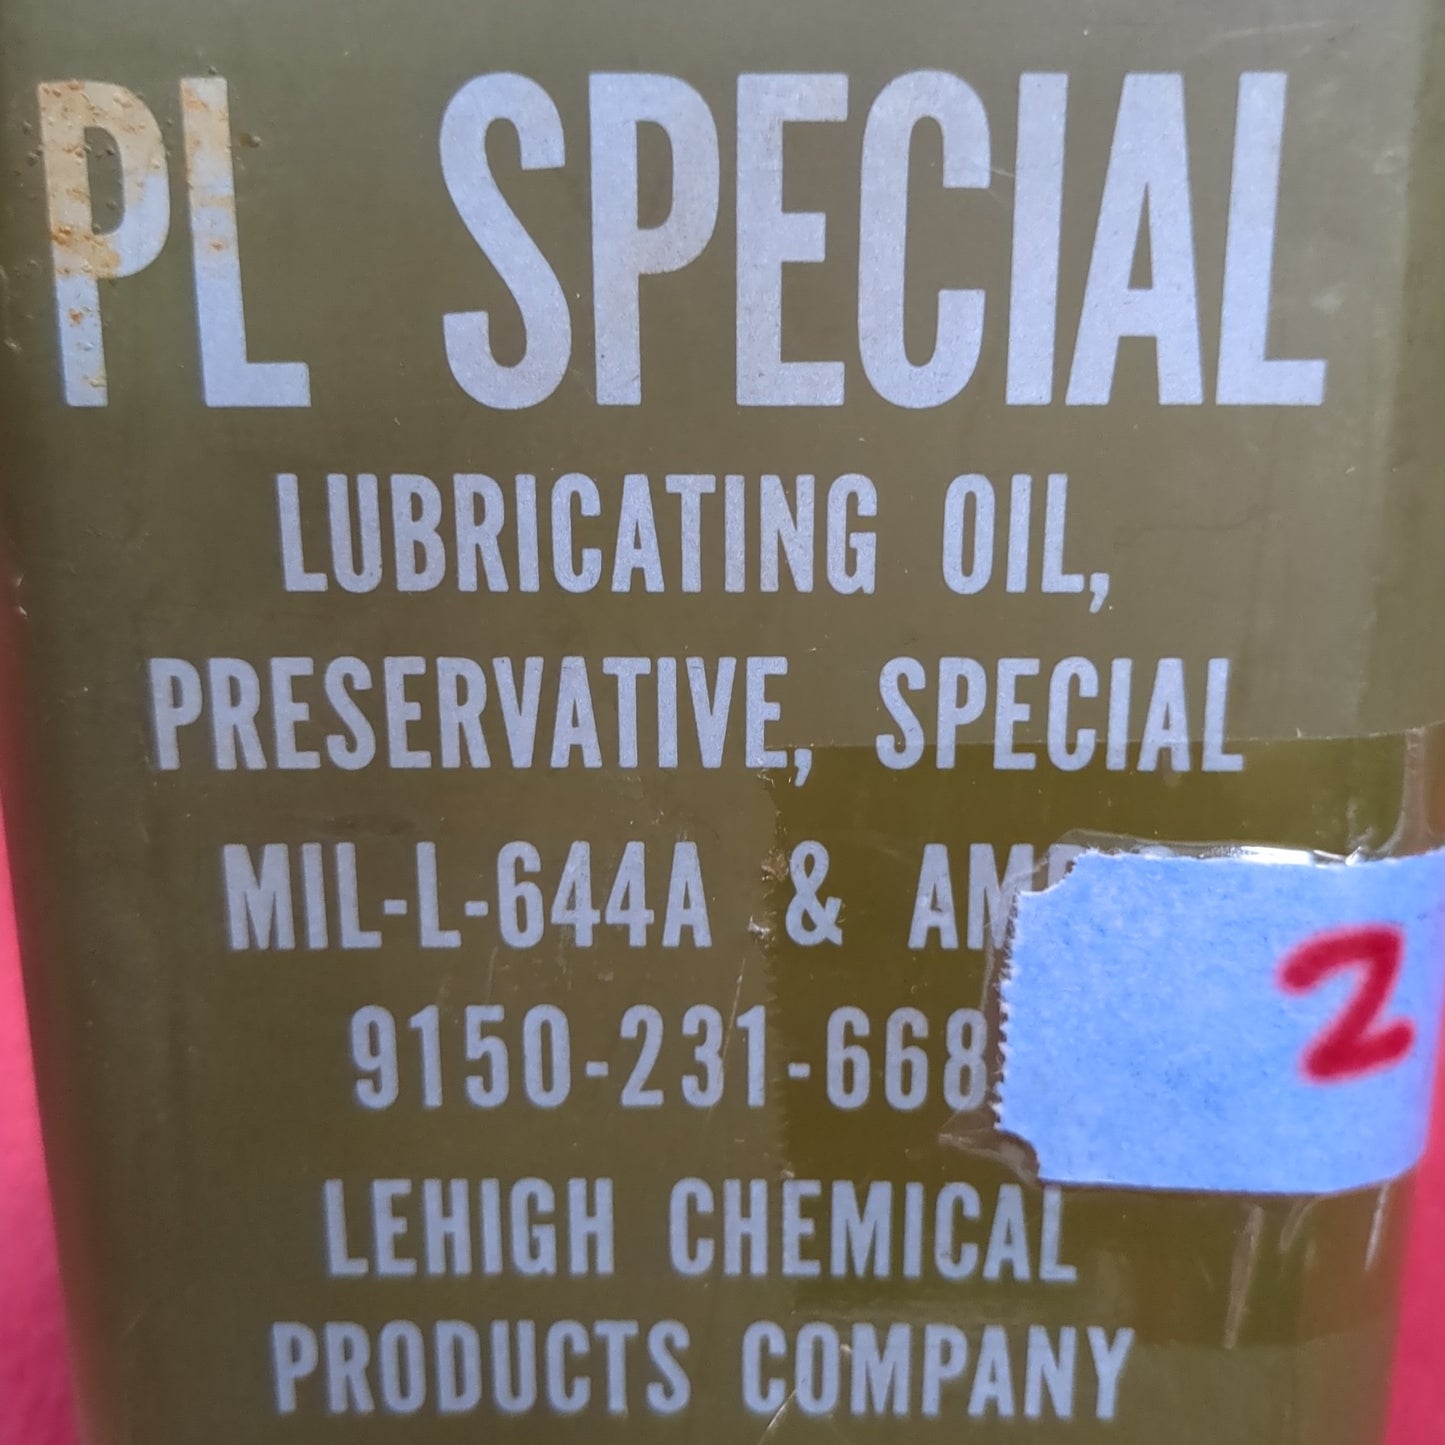 PL SPECIAL
LUBRICATING OIL,
PRESERVATIVE, SPECIAL
MIL-L-644A &
9150-231-668
2
LEHIGH CHEMICAL
PRODUCTS COMPANY